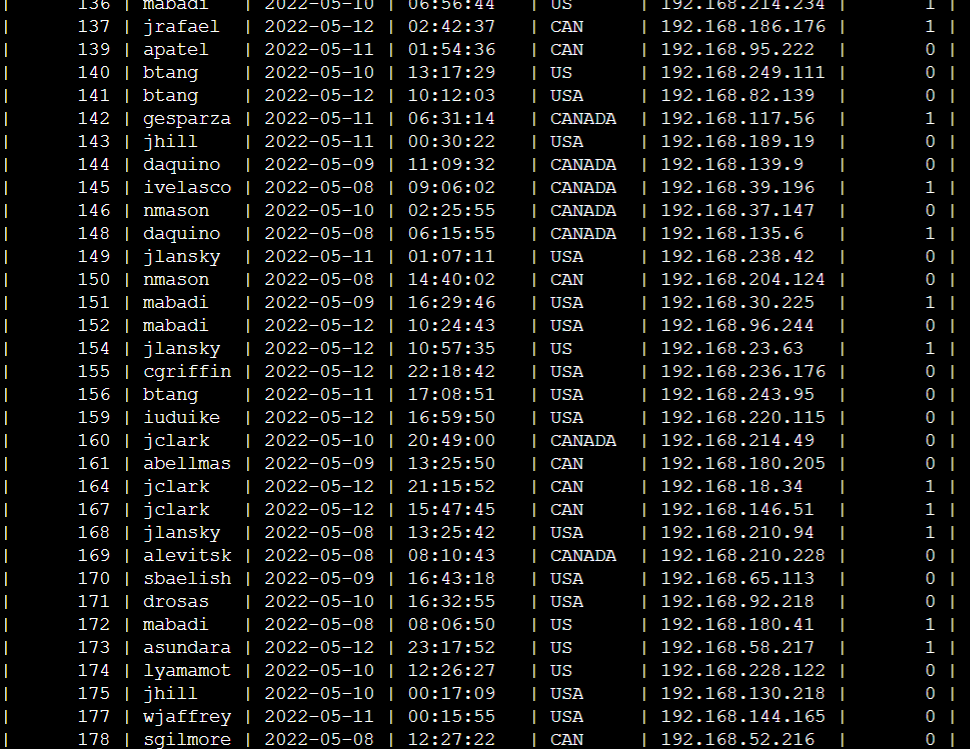 | 136 | mabadi | 2022-05-10 | 06:56:44 | US | 192.168.214.234 | 1 |
| 137 | jrafael | 2022-05-12 | 02:42:37 | CAN | 192.168.186.176 | 1 |
| 139 | apatel | 2022-05-11 | 01:54:36 | CAN | 192.168.95.222 | 0 |
| 140 | btang | 2022-05-10 | 13:17:29 | US | 192.168.249.111 | 0 |
| 141 | btang | 2022-05-12 | 10:12:03 | USA | 192.168.82.139 | 0 |
| 142 | gesparza | 2022-05-11 | 06:31:14 | CANADA | 192.168.117.56 | 1 |
| 143 | jhill | 2022-05-11 | 00:30:22 | USA | 192.168.189.19 | 0 |
| 144 | daquino | 2022-05-09 | 11:09:32 | CANADA | 192.168.139.9 | 0 |
| 145 | ivelasco | 2022-05-08 | 09:06:02 | CANADA | 192.168.39.196 | 1 |
| 146 | nmason | 2022-05-10 | 02:25:55 | CANADA | 192.168.37.147 | 0 |
| 148 | daquino | 2022-05-08 | 06:15:55 | CANADA | 192.168.135.6 | 1 |
| 149 | jlansky | 2022-05-11 | 01:07:11 | USA | 192.168.238.42 | 0 |
| 150 | nmason | 2022-05-08 | 14:40:02 | CAN | 192.168.204.124 | 0 |
| 151 | mabadi | 2022-05-09 | 16:29:46 | USA | 192.168.30.225 | 1 |
| 152 | mabadi | 2022-05-12 | 10:24:43 | USA | 192.168.96.244 | 0 |
| 154 | jlansky | 2022-05-12 | 10:57:35 | US | 192.168.23.63 | 1 |
| 155 | cgriffin | 2022-05-12 | 22:18:42 | USA | 192.168.236.176 | 0 |
| 156 | btang | 2022-05-11 | 17:08:51 | USA | 192.168.243.95 | 0 |
| 159 | iuduike | 2022-05-12 | 16:59:50 | USA | 192.168.220.115 | 0 |
| 160 | jclark | 2022-05-10 | 20:49:00 | CANADA | 192.168.214.49 | 0 |
| 161 | abellmas | 2022-05-09 | 13:25:50 | CAN | 192.168.180.205 | 0 |
| 164 | jclark | 2022-05-12 | 21:15:52 | CAN | 192.168.18.34 | 1 |
| 167 | jclark | 2022-05-12 | 15:47:45 | CAN | 192.168.146.51 | 1 |
| 168 | jlansky | 2022-05-08 | 13:25:42 | USA | 192.168.210.94 | 1 |
| 169 | alevitsk | 2022-05-08 | 08:10:43 | CANADA | 192.168.210.228 | 0 |
| 170 | sbaelish | 2022-05-09 | 16:43:18 | USA | 192.168.65.113 | 0 |
| 171 | drosas | 2022-05-10 | 16:32:55 | USA | 192.168.92.218 | 0 |
| 172 | mabadi | 2022-05-08 | 08:06:50 | US | 192.168.180.41 | 1 |
| 173 | asundara | 2022-05-12 | 23:17:52 | US | 192.168.58.217 | 1 |
| 174 | lyamamot | 2022-05-10 | 12:26:27 | US | 192.168.228.122 | 0 |
| 175 | jhill | 2022-05-10 | 00:17:09 | USA | 192.168.130.218 | 0 |
| 177 | wjaffrey | 2022-05-11 | 00:15:55 | USA | 192.168.144.165 | 0 |
| 178 | sgilmore | 2022-05-08 | 12:27:22 | CAN | 192.168.52.216 | 0 |